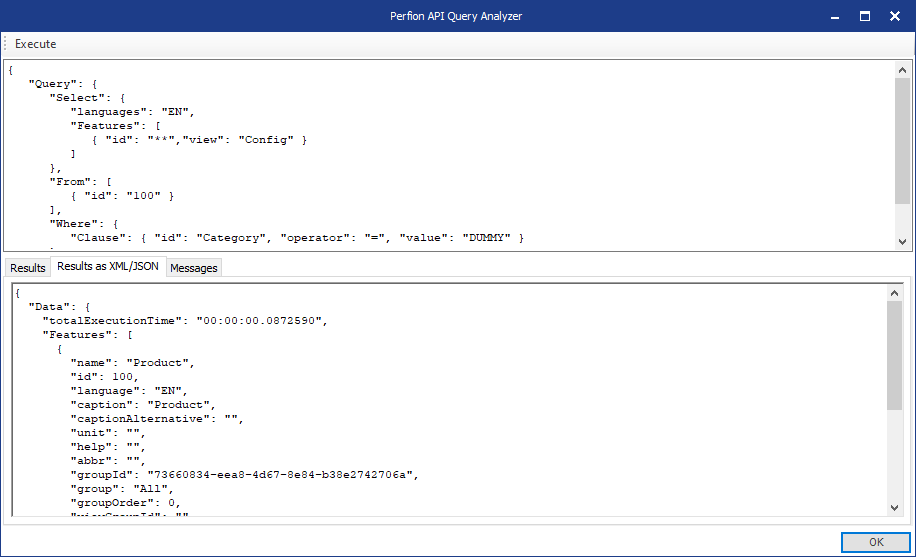 Perfion API Query Analyzer
Execute
{
   "Query": {
      "Select": {
         "languages": "EN",
         "Features": [
            { "id": "**","view": "Config" }
         ]
      },
      "From": [
         { "id": "100" }
      ],
      "Where": {
         "Clause": { "id": "Category", "operator": "=", "value": "DUMMY" }
Results Results as XML/JSON Messages
{
  "Data": {
    "totalExecutionTime": "00:00:00.0872590",
    "Features": [
      {
        "name": "Product",
        "id": 100,
        "language": "EN",
        "caption": "Product",
        "captionAlternative": "",
        "unit": "",
        "help": "",
        "abbr": "",
        "groupId": "73660834-eea8-4d67-8e84-b38e2742706a",
        "group": "All",
        "groupOrder": 0,
OK